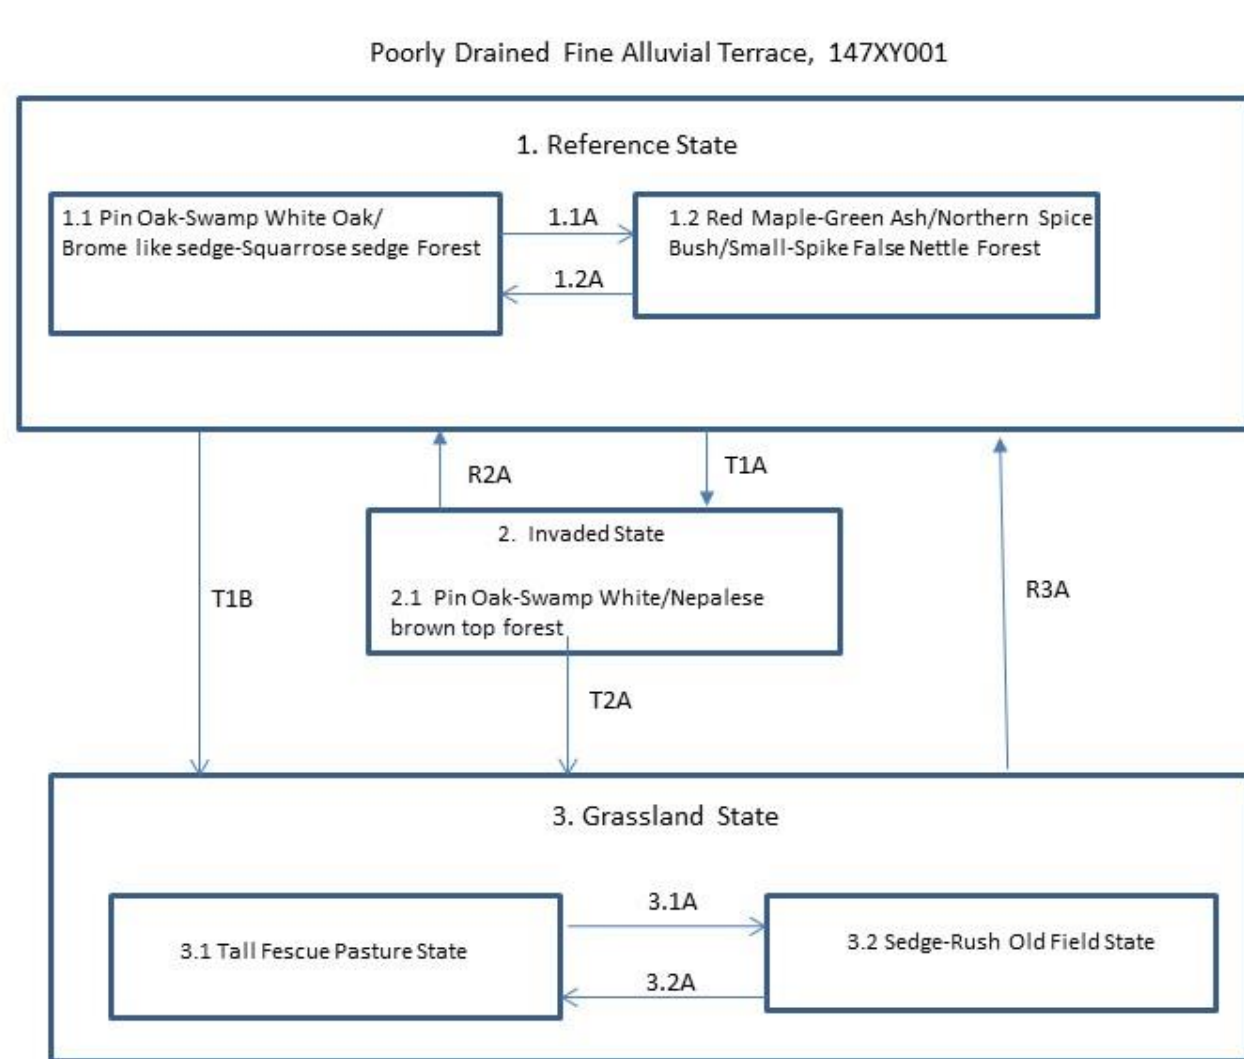 Poorly Drained Fine Alluvial Terrace, 147XY001
1. Reference State
1.1 Pin Oak-Swamp White Oak/
Brome like sedge-Squarrose sedge Forest
1.1A
1.2A
1.2 Red Maple-Green Ash/Northern Spice
Bush/Small-Spike False Nettle Forest
R2A
T1A
2. Invaded State
2.1 Pin Oak-Swamp White/Nepalese
brown top forest
T1B
R3A
T2A
3. Grassland State
3.1 Tall Fescue Pasture State
3.1A
3.2A
3.2 Sedge-Rush Old Field State